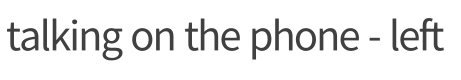 talking on the phone - left